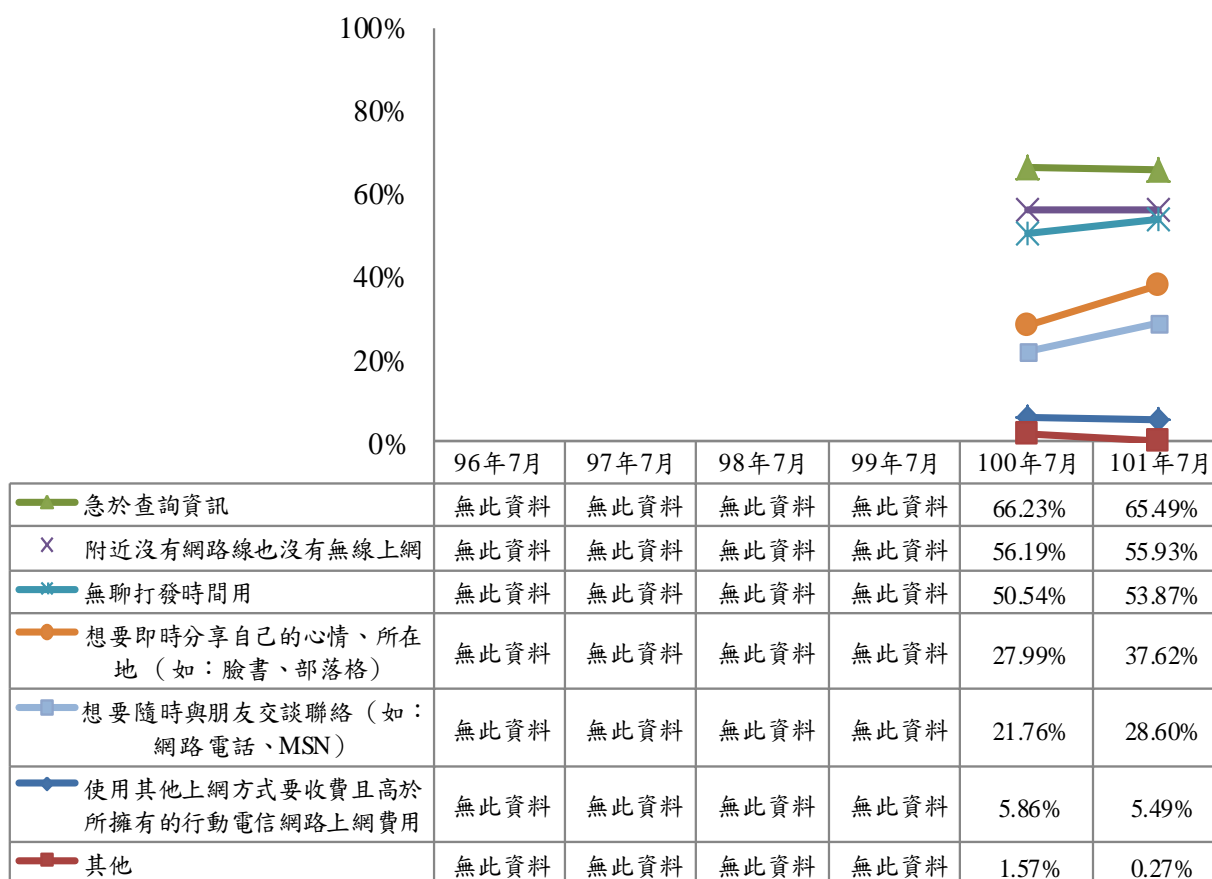 100%
80%
60%
40%
20%
0%
96年7月 97年7月 98年7月 99年7月 100年7月 101年7月
急於查詢資訊 無此資料 無此資料 無此資料 無此資料 66.23% 65.49%
附近沒有網路線也沒有無線上網 無此資料 無此資料 無此資料 無此資料 56.19% 55.93%
無聊打發時間用 無此資料 無此資料 無此資料 無此資料 50.54% 53.87%
想要即時分享自己的心情、所在
地（如：臉書、部落格） 無此資料 無此資料 無此資料 無此資料 27.99% 37.62%
想要隨時與朋友交談聯絡（如：
網路電話、MSN） 無此資料 無此資料 無此資料 無此資料 21.76% 28.60%
使用其他上網方式要收費且高於
所擁有的行動電信網路上網費用 無此資料 無此資料 無此資料 無此資料 5.86% 5.49%
其他 無此資料 無此資料 無此資料 無此資料 1.57% 0.27%